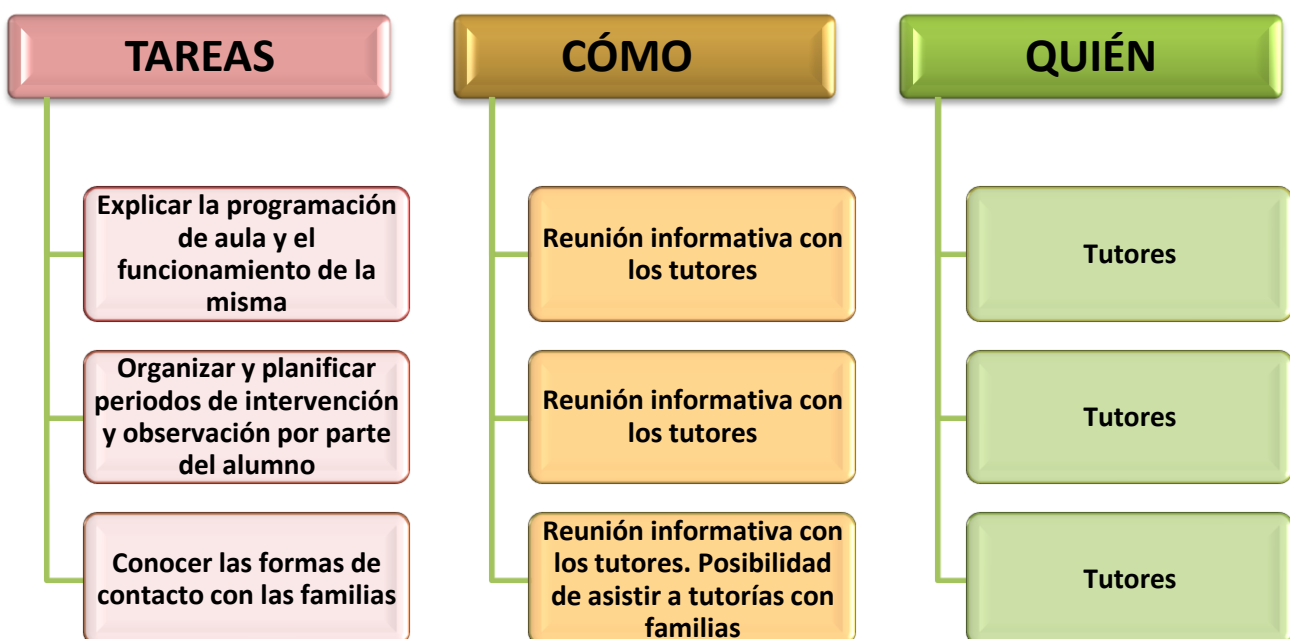 TAREAS
Explicar la programación
de aula y el
funcionamiento de la
misma
Organizar y planificar
periodos de intervención
y observación por parte
del alumno
Conocer las formas de
contacto con las familias
CÓMO
Reunión informativa con
los tutores
Reunión informativa con
los tutores
Reunión informativa con
los tutores. Posibilidad
de asistir a tutorías con
familias
QUIÉN
Tutores
Tutores
Tutores